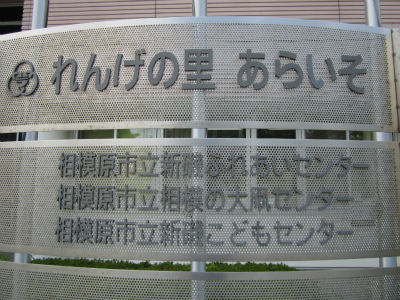 れんげの里 あらいそ
相模原市立新磯ふれあいセンター
相模原市立相模の大凧センター
相模原市立新磯こどもセンター